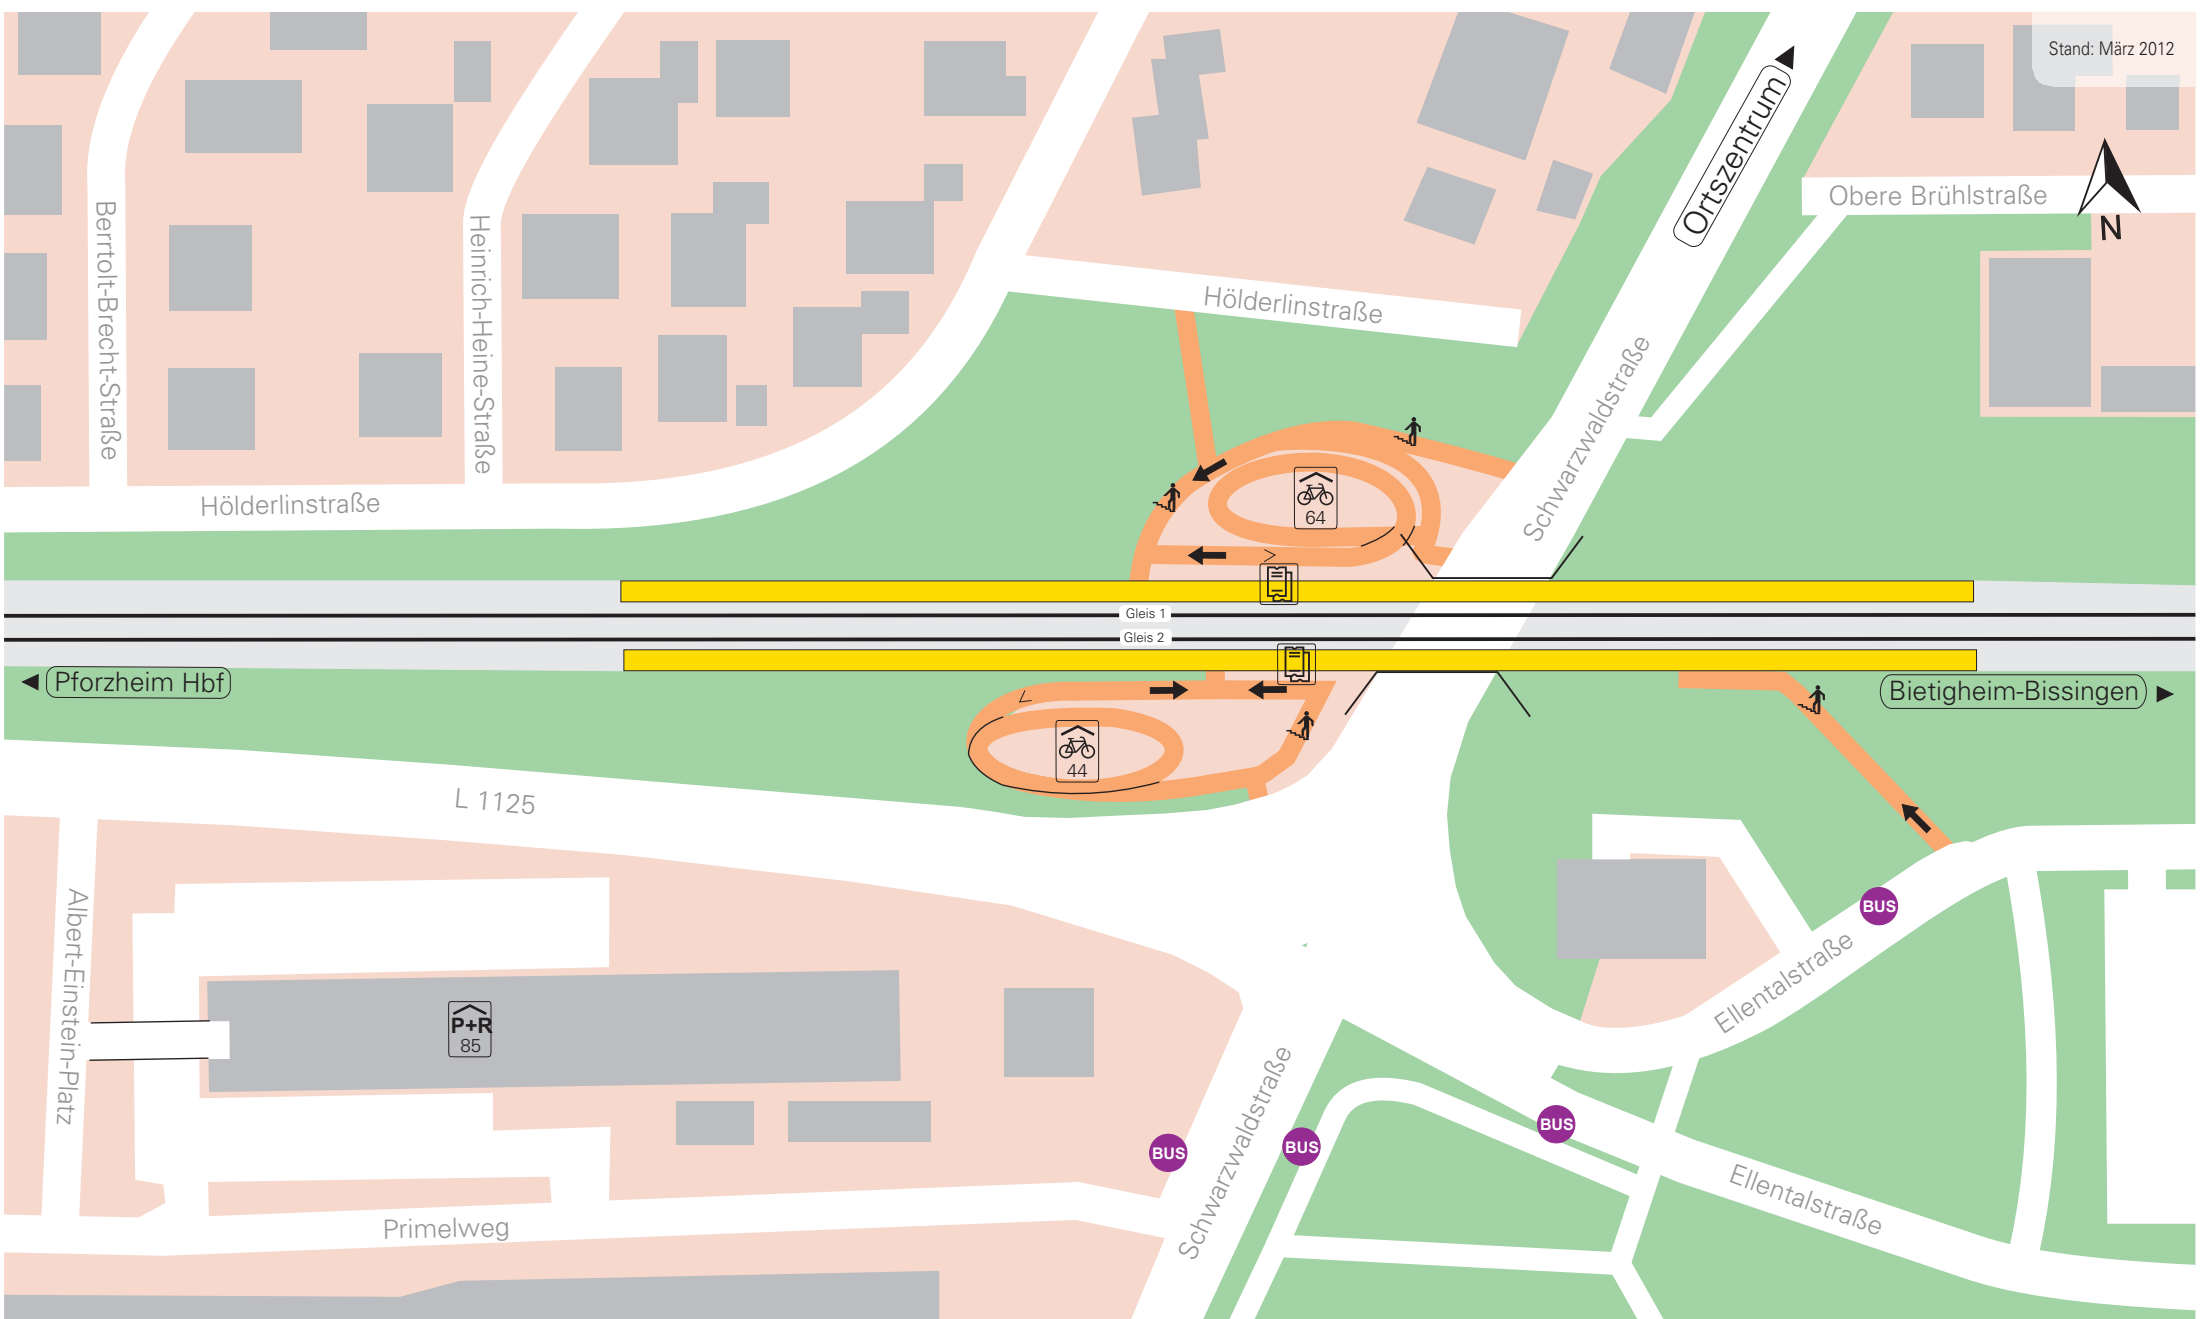 Stand: März 2012
Ortszentrum
Obere Brühlstraße
N
Berrtolt-Brecht-Straße
Heinrich-Heine-Straße
Hölderlinstraße
Schwarzwaldstraße
Hölderlinstraße
64
Gleis 1
Gleis 2
Pforzheim Hbf
Bietigheim-Bissingen
44
L 1125
Albert-Einstein-Platz
P+R
85
BUS
Ellentalstraße
BUS
BUS
BUS
Schwarzwaldstraße
Ellentalstraße
Primelweg